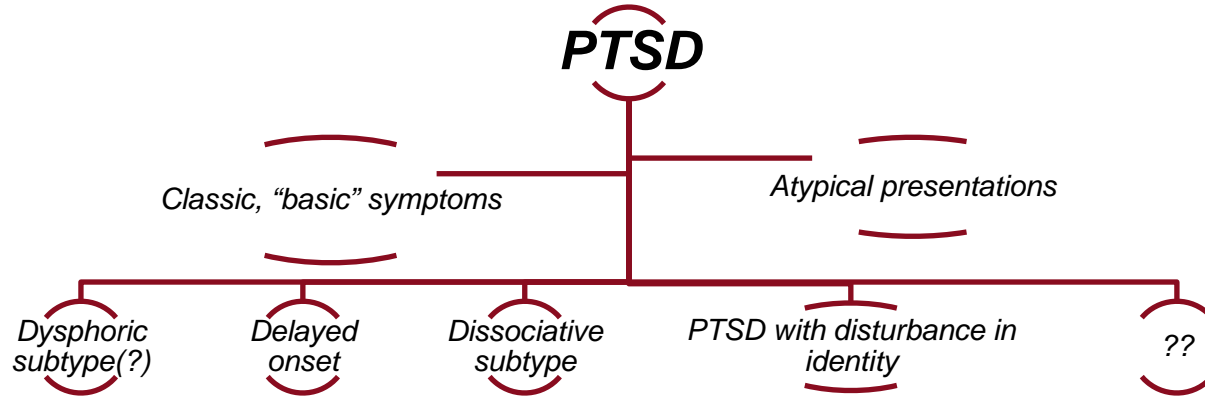 PTSD
Classic, “basic” symptoms
Atypical presentations
Dysphoric
subtype(?)
Delayed
onset
Dissociative
subtype
PTSD with disturbance in
identity
??